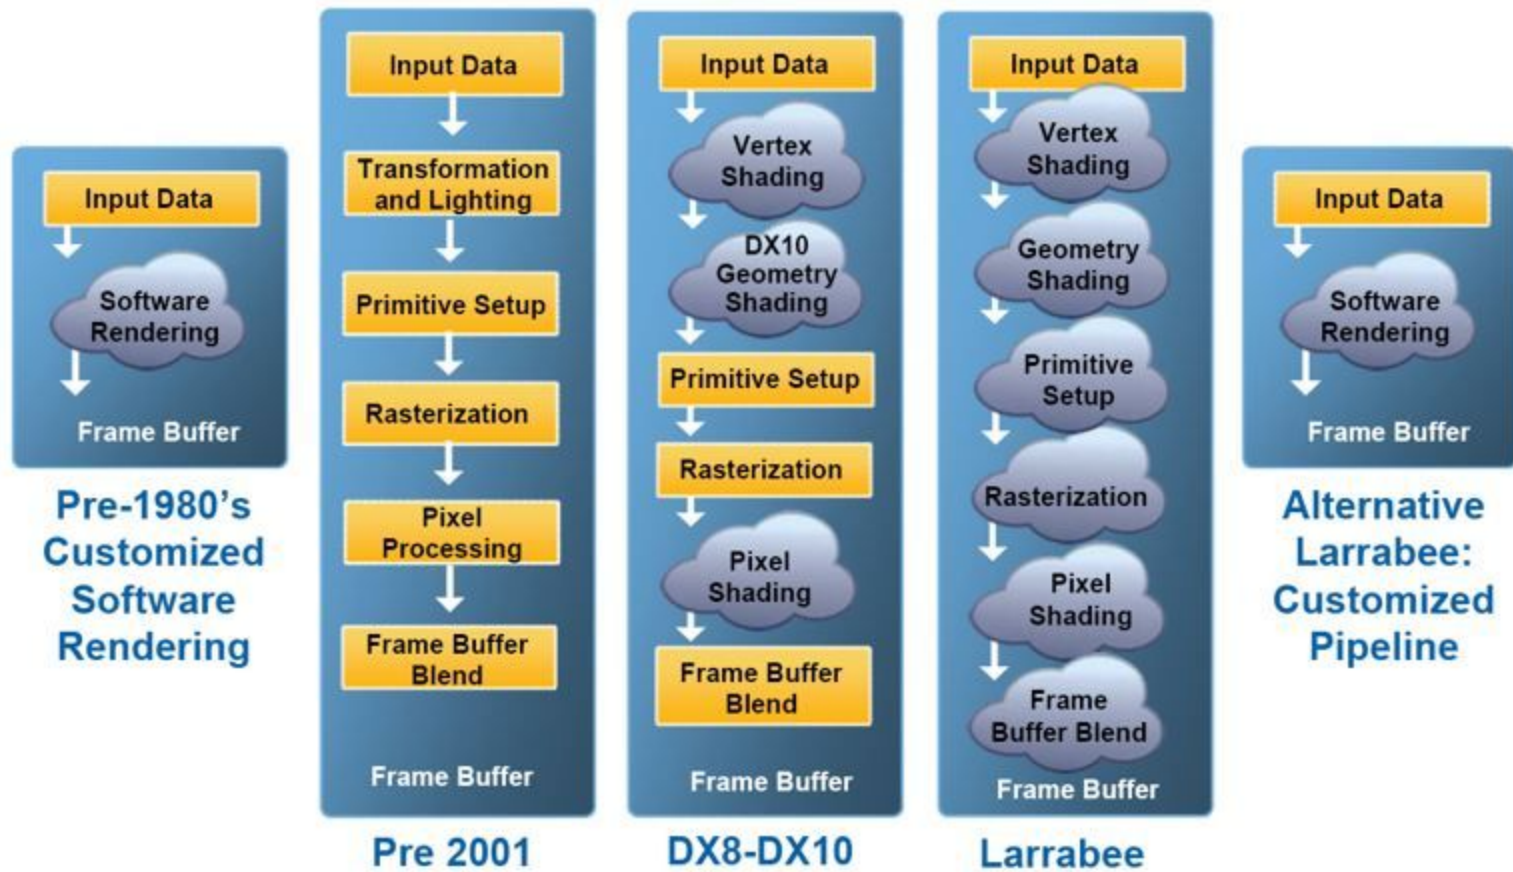 Input Data
Software
Rendering
Frame Buffer
Pre-1980's
Customized
Software
Rendering
Input Data
Transformation
and Lighting
Primitive Setup
Rasterization
Pixel
Processing
Frame Buffer
Blend
Frame Buffer
Pre 2001
Input Data
Vertex
Shading
DX10
Geometry
Shading
Primitive Setup
Rasterization
Pixel
Shading
Frame Buffer
Blend
Frame Buffer
DX8-DX10
Input Data
Vertex
Shading
Geometry
Shading
Primitive
Setup
Rasterization
Pixel
Shading
Frame
Buffer Blend
Frame Buffer
Larrabee
Input Data
Software
Rendering
Frame Buffer
Alternative
Larrabee:
Customized
Pipeline